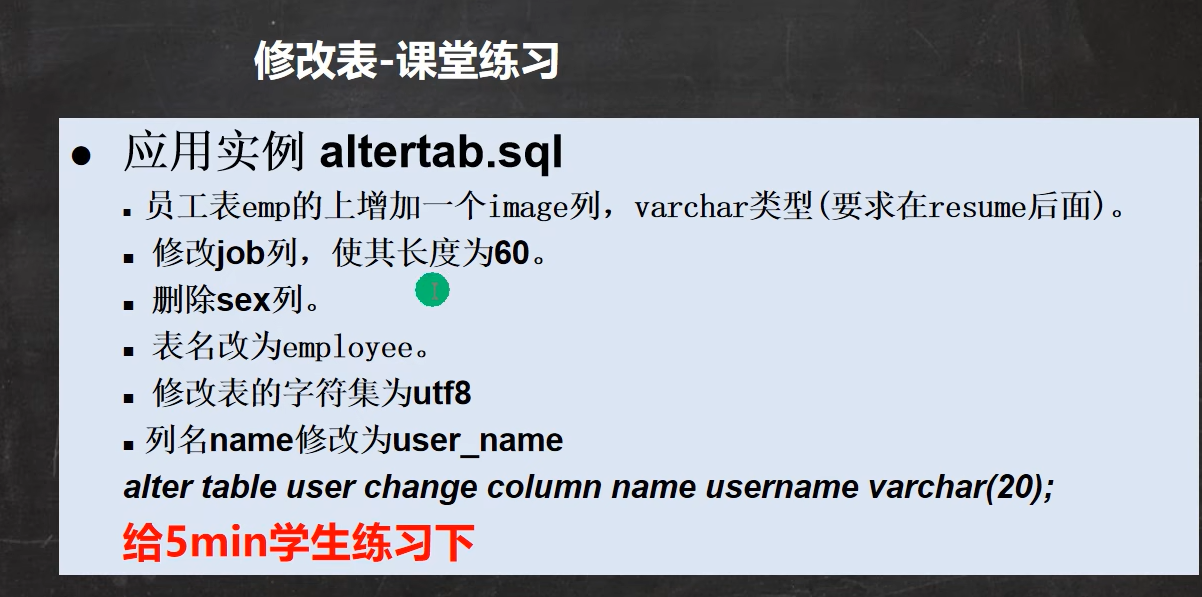 修改表-课堂练习
● 应用实例 altertab.sql
▪ 员工表emp的上增加一个image列，varchar类型(要求在resume后面)。
▪ 修改job列，使其长度为60。
▪ 删除sex列。
▪ 表名改为employee。
▪ 修改表的字符集为utf8
▪ 列名name修改为user_name
alter table user change column name username varchar(20);
给5min学生练习下